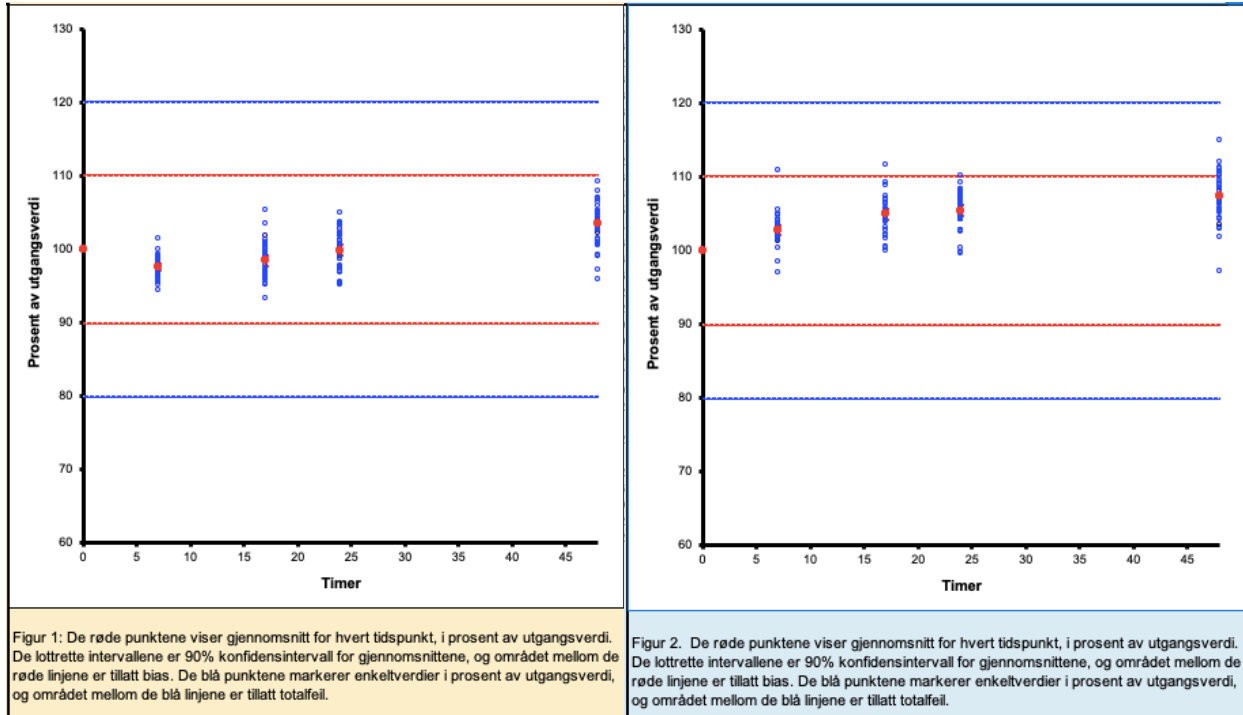 130
120
110
100
90
80
70
60
Prosent av utgangsverdi
0 5 10 15 20 25 30 35 40 45
Timer
Figur 1: De røde punktene viser gjennomsnitt for hvert tidspunkt, i prosent av utgangsverdi.
De lottrette intervallene er 90% konfidensintervall for gjennomsnittene, og området mellom de
røde linjene er tillatt bias. De blå punktene markerer enkeltverdier i prosent av utgangsverdi,
og området mellom de blå linjene er tillatt totalfeil.
130
120
110
100
90
80
70
60
Prosent av utgangsverdi
0 5 10 15 20 25 30 35 40 45
Timer
Figur 2. De røde punktene viser gjennomsnitt for hvert tidspunkt, i prosent av utgangsverdi.
De lottrette intervallene er 90% konfidensintervall for gjennomsnittene, og området mellom de
røde linjene er tillatt bias. De blå punktene markerer enkeltverdier i prosent av utgangsverdi,
og området mellom de blå linjene er tillatt totalfeil.